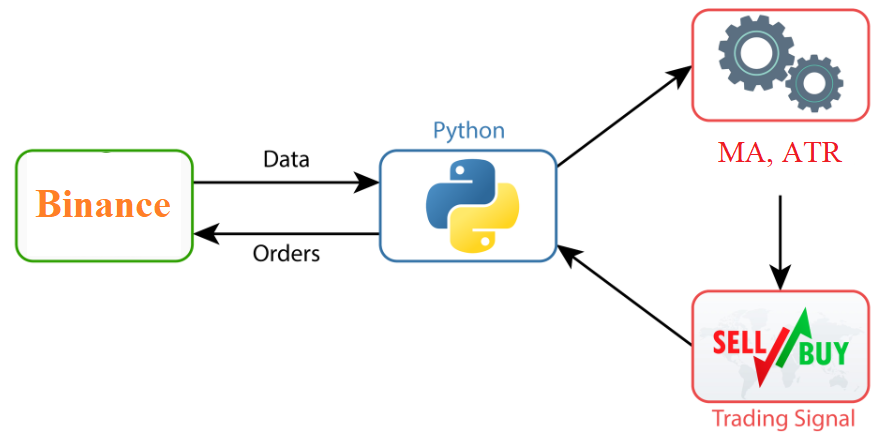 Python
MA, ATR
Data
Binance
Orders
SELL
BUY
Trading Signal